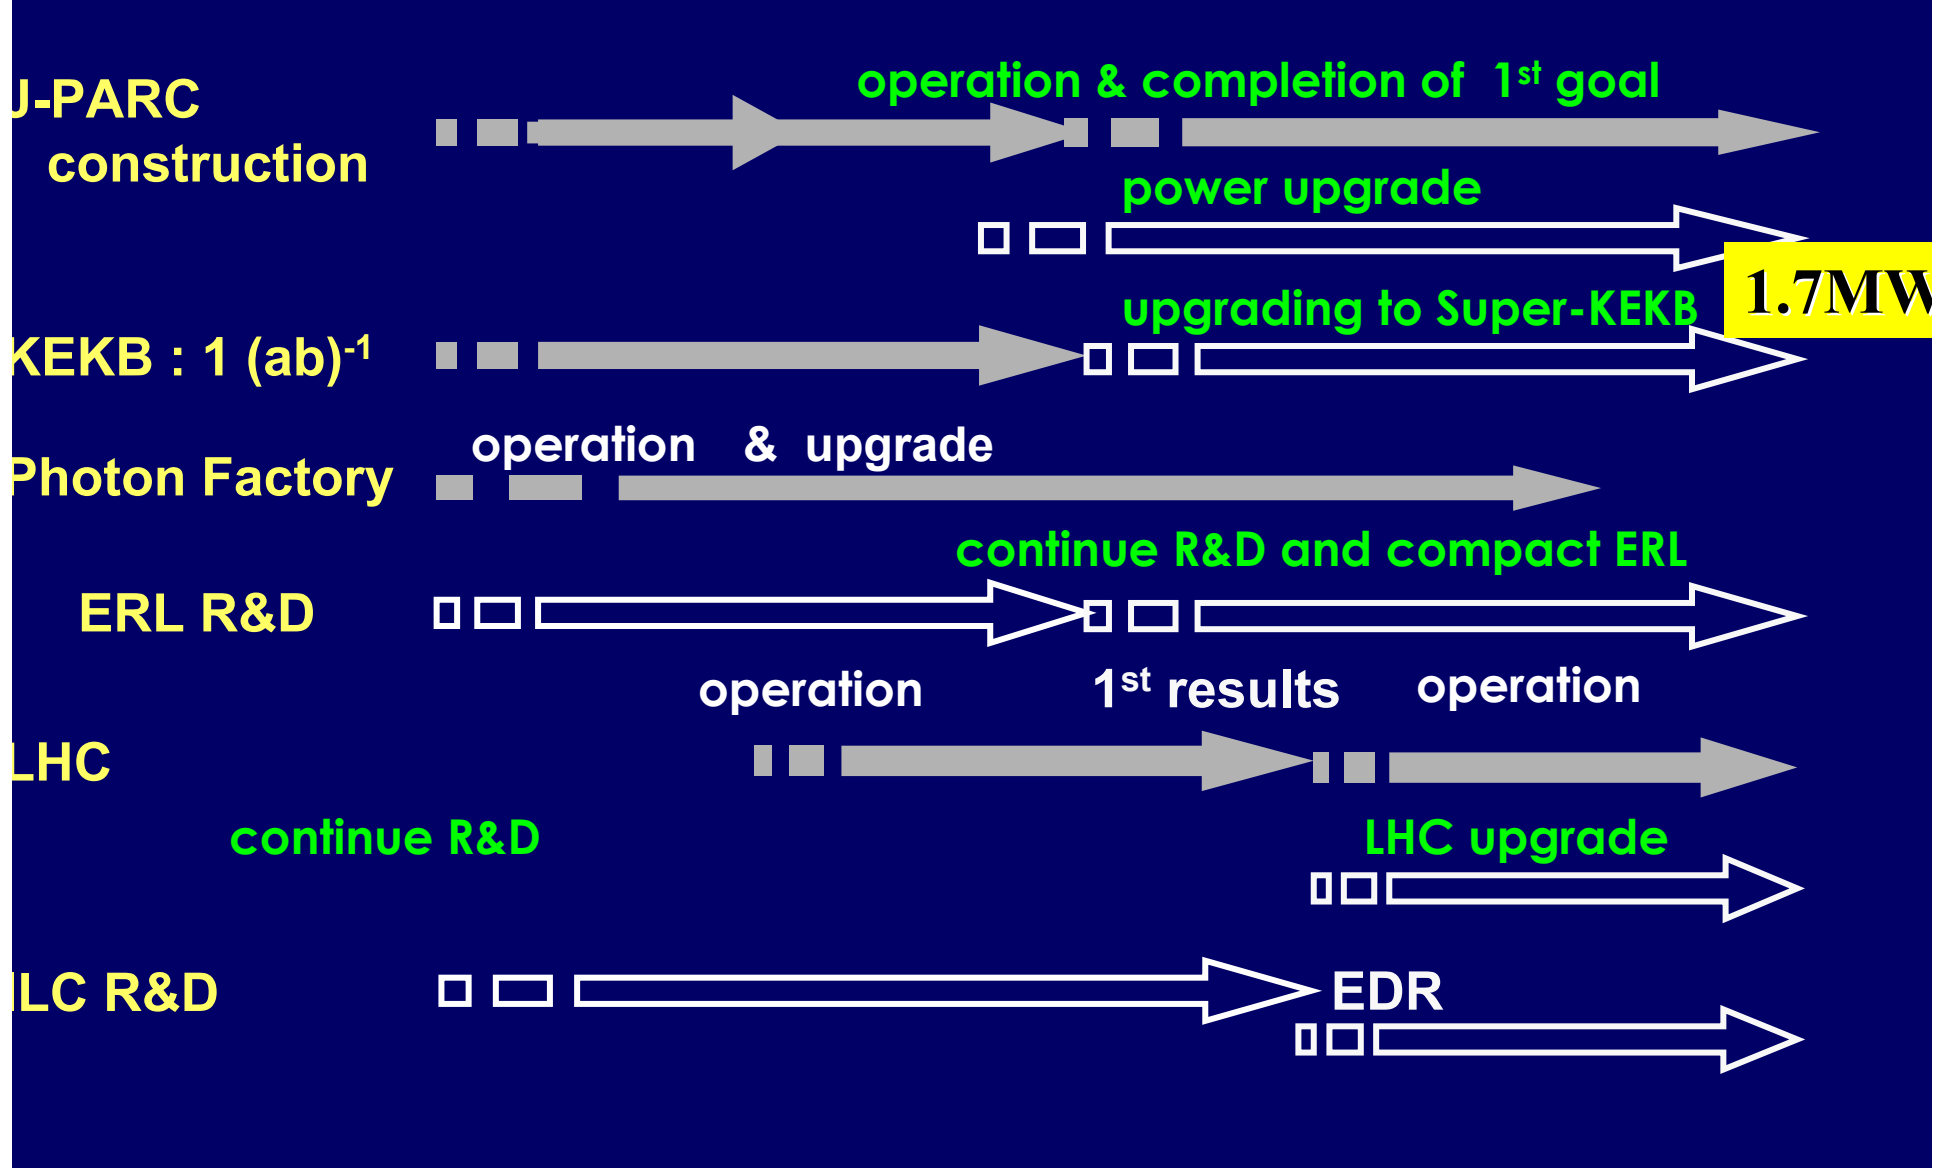 operation & completion of 1st goal
J-PARC
construction
power upgrade
1.7MW
upgrading to Super-KEKB
KEKB : 1 (ab)-1
operation & upgrade
Photon Factory
continue R&D and compact ERL
ERL R&D
operation 1st results operation
LHC
continue R&D LHC upgrade
ILC R&D EDR